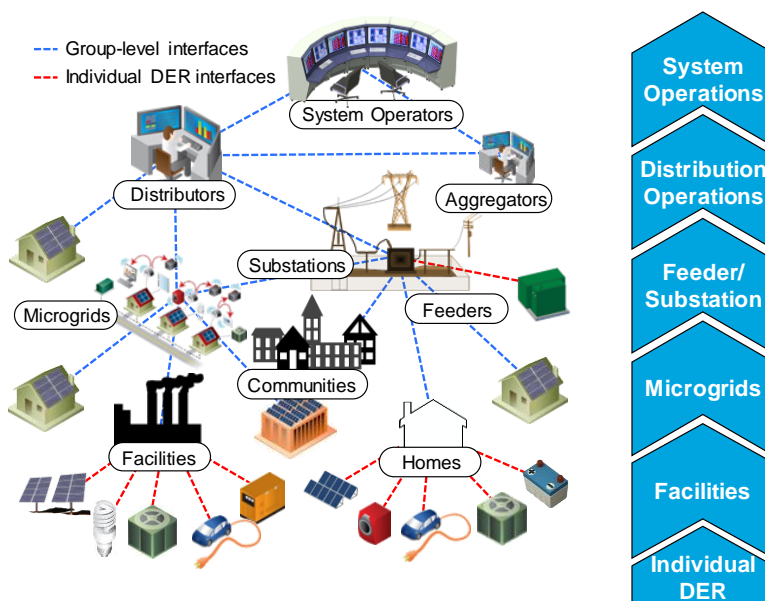 Group-level interfaces
Individual DER interfaces
System Operators
Distributors
Aggregators
Substations
Microgrids
Feeders
Communities
Facilities
Homes
System
Operations
Distribution
Operations
Feeder/
Substation
Microgrids
Facilities
Individual
DER